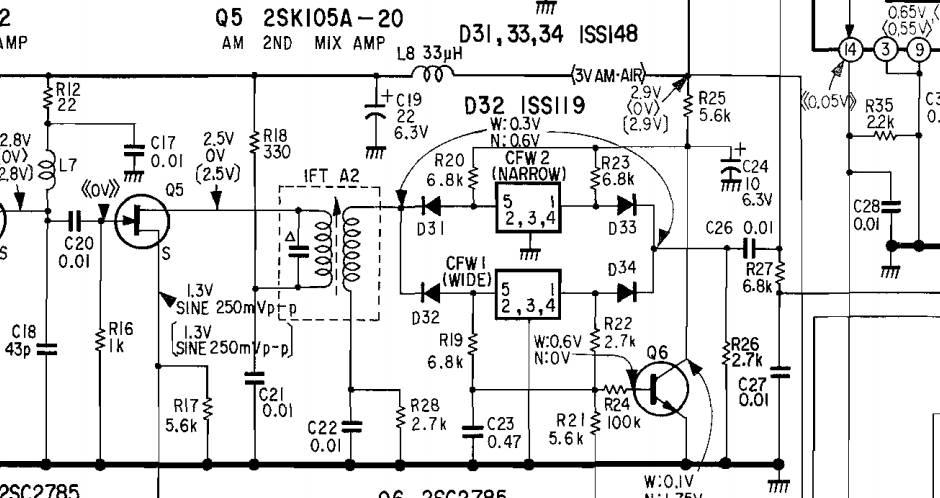 2
AMP
Q5 2SK105A-20
AM 2ND MIX AMP
D31,33,34 1SS148
L8 33μH
(3V AM·AIR)
D32 1SS119
W:0.3V
N:0.6V
R12
22
C17
0.01
2.8V
(0V)
(2.8V)
L7
《0V》
Q5
2.5V
0V
(2.5V)
R18
330
C19
22
6.3V
+
2.9V
(0V)
(2.9V)
R25
5.6k
0.65V
(0.55V)
14
3
9
《0.05V》
R35
2.2k
R20
6.8k
CFW2
(NARROW)
5 1
2,3,4
R23
6.8k
+
C24
10
6.3V
IFT A2
Δ
D31
D33
C20
0.01
S
S
C28
0.01
C26 0.01
CFW1
(WIDE)
5 1
2,3,4
D32
D34
R27
6.8k
1.3V
SINE 250mVp-p
[1.3V
SINE 250mVp-p]
C18
43p
R16
1k
R17
5.6k
C21
0.01
C22
0.01
R28
2.7k
R19
6.8k
C23
0.47
R22
2.7k
W:0.6V
N:0V
Q6
R24
100k
R21
5.6k
R26
2.7k
C27
0.01
W:0.1V
N:1.75V
2SC2785
Q6 2SC2785